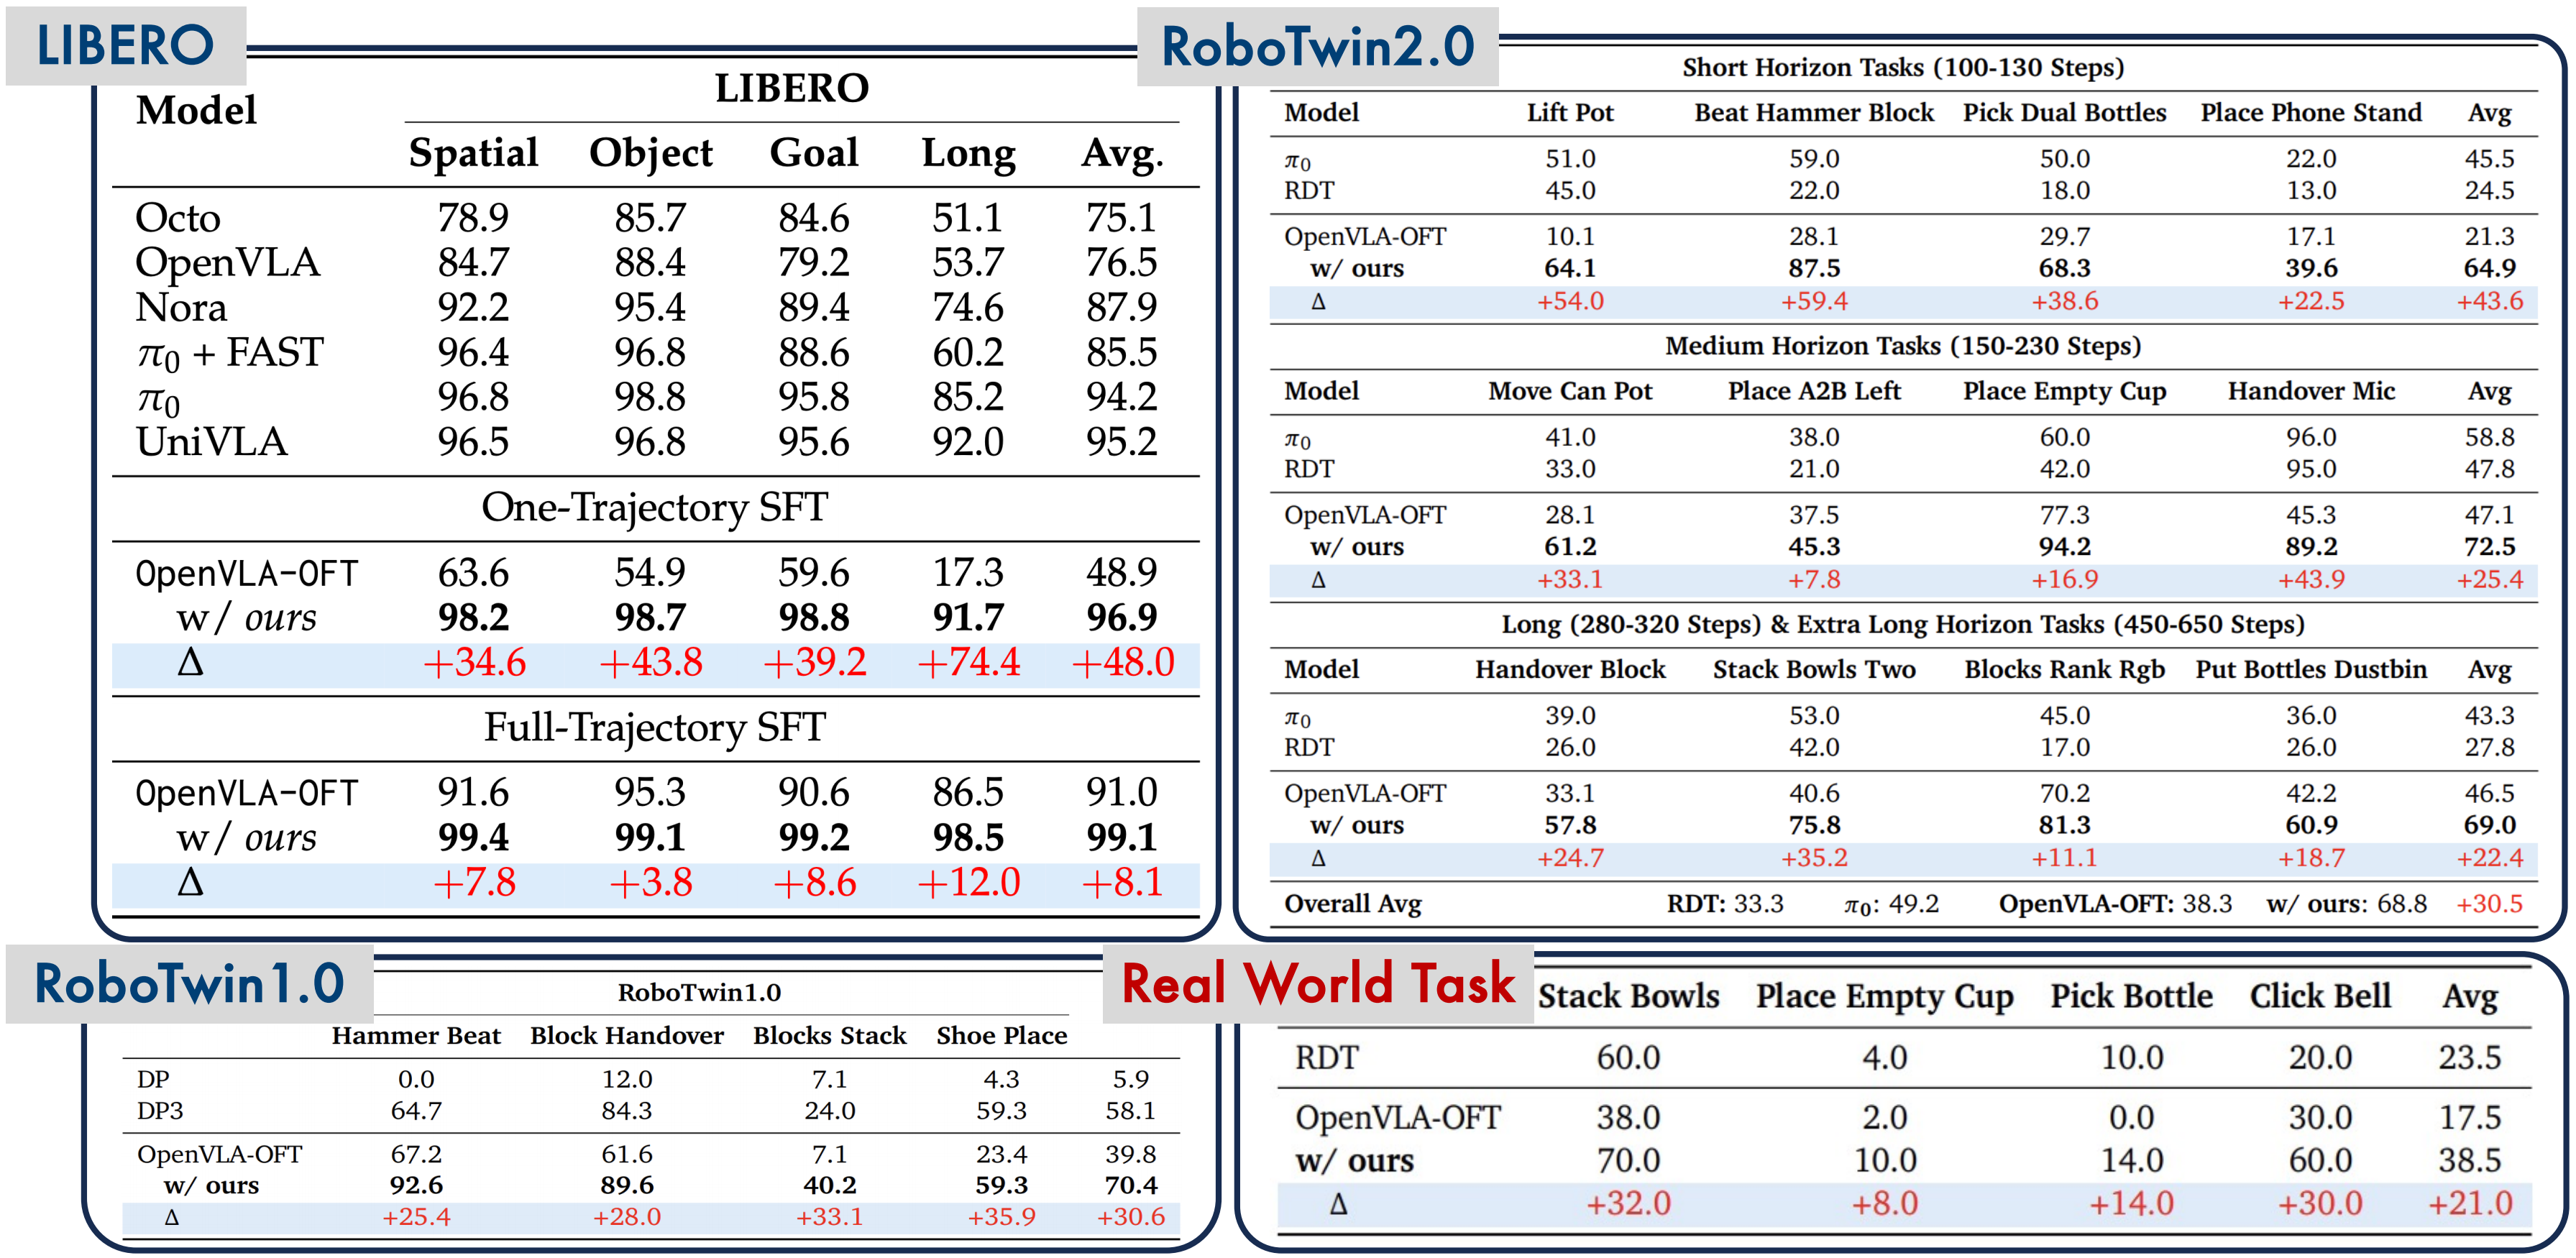 LIBERO
LIBERO
Model
Spatial Object Goal Long Avg.
Octo 78.9 85.7 84.6 51.1 75.1
OpenVLA 84.7 88.4 79.2 53.7 76.5
Nora 92.2 95.4 89.4 74.6 87.9
π0 + FAST 96.4 96.8 88.6 60.2 85.5
π0 96.8 98.8 95.8 85.2 94.2
UniVLA 96.5 96.8 95.6 92.0 95.2
One-Trajectory SFT
OpenVLA-OFT 63.6 54.9 59.6 17.3 48.9
w/ ours 98.2 98.7 98.8 91.7 96.9
Δ +34.6 +43.8 +39.2 +74.4 +48.0
Full-Trajectory SFT
OpenVLA-OFT 91.6 95.3 90.6 86.5 91.0
w/ ours 99.4 99.1 99.2 98.5 99.1
Δ +7.8 +3.8 +8.6 +12.0 +8.1
RoboTwin2.0
Short Horizon Tasks (100-130 Steps)
Model Lift Pot Beat Hammer Block Pick Dual Bottles Place Phone Stand Avg
π0 51.0 59.0 50.0 22.0 45.5
RDT 45.0 22.0 18.0 13.0 24.5
OpenVLA-OFT 10.1 28.1 29.7 17.1 21.3
w/ ours 64.1 87.5 68.3 39.6 64.9
Δ +54.0 +59.4 +38.6 +22.5 +43.6
Medium Horizon Tasks (150-230 Steps)
Model Move Can Pot Place A2B Left Place Empty Cup Handover Mic Avg
π0 41.0 38.0 60.0 96.0 58.8
RDT 33.0 21.0 42.0 95.0 47.8
OpenVLA-OFT 28.1 37.5 77.3 45.3 47.1
w/ ours 61.2 45.3 94.2 89.2 72.5
Δ +33.1 +7.8 +16.9 +43.9 +25.4
Long (280-320 Steps) & Extra Long Horizon Tasks (450-650 Steps)
Model Handover Block Stack Bowls Two Blocks Rank Rgb Put Bottles Dustbin Avg
π0 39.0 53.0 45.0 36.0 43.3
RDT 26.0 42.0 17.0 26.0 27.8
OpenVLA-OFT 33.1 40.6 70.2 42.2 46.5
w/ ours 57.8 75.8 81.3 60.9 69.0
Δ +24.7 +35.2 +11.1 +18.7 +22.4
Overall Avg RDT: 33.3 π0: 49.2 OpenVLA-OFT: 38.3 w/ ours: 68.8 +30.5
RoboTwin1.0
RoboTwin1.0
Hammer Beat Block Handover Blocks Stack Shoe Place
DP 0.0 12.0 7.1 4.3 5.9
DP3 64.7 84.3 24.0 59.3 58.1
OpenVLA-OFT 67.2 61.6 7.1 23.4 39.8
w/ ours 92.6 89.6 40.2 59.3 70.4
Δ +25.4 +28.0 +33.1 +35.9 +30.6
Real World Task
Stack Bowls Place Empty Cup Pick Bottle Click Bell Avg
RDT 60.0 4.0 10.0 20.0 23.5
OpenVLA-OFT 38.0 2.0 0.0 30.0 17.5
w/ ours 70.0 10.0 14.0 60.0 38.5
Δ +32.0 +8.0 +14.0 +30.0 +21.0